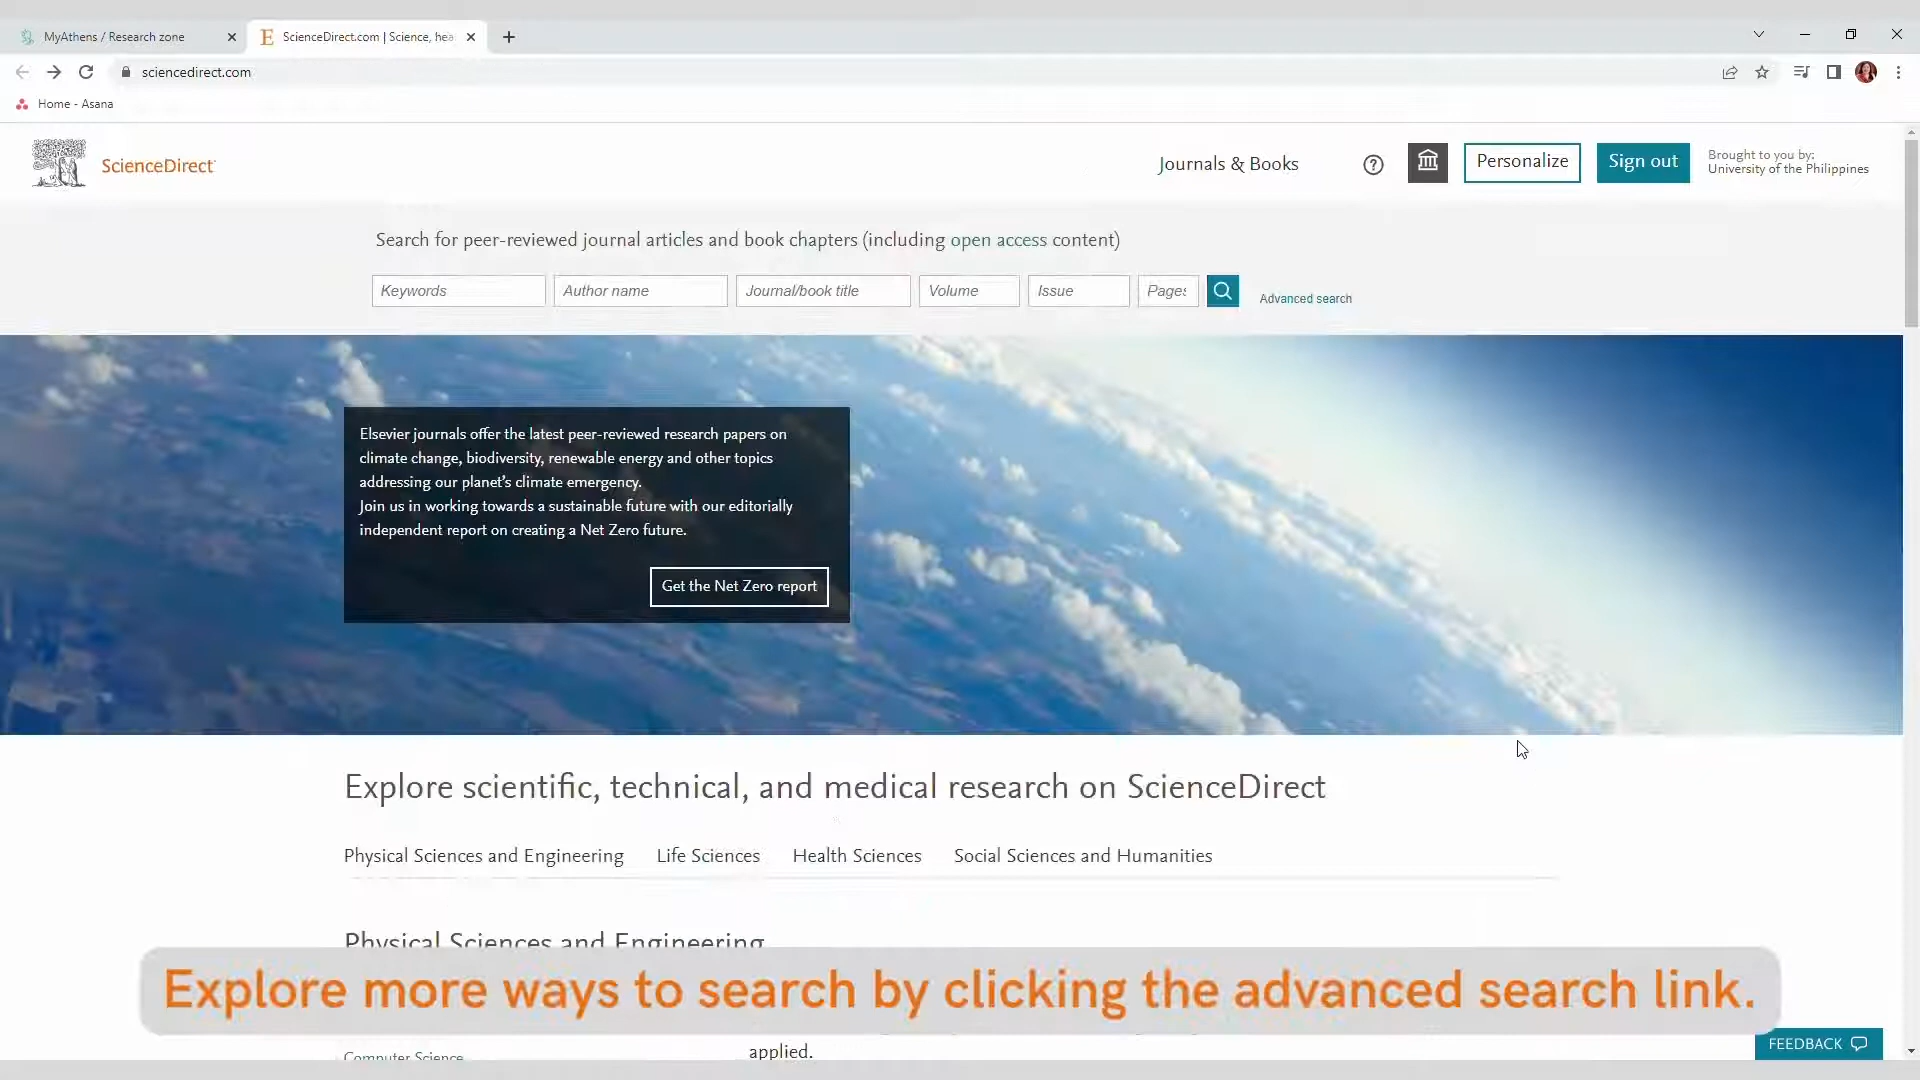 MyAthens / Research zone
ScienceDirect.com | Science, hea
sciencedirect.com
Home - Asana
ScienceDirect
Journals & Books
Personalize
Sign out
Brought to you by:
University of the Philippines
Search for peer-reviewed journal articles and book chapters (including open access content)
Keywords
Author name
Journal/book title
Volume
Issue
Pages
Advanced search
Elsevier journals offer the latest peer-reviewed research papers on
climate change, biodiversity, renewable energy and other topics
addressing our planet's climate emergency.
Join us in working towards a sustainable future with our editorially
independent report on creating a Net Zero future.
Get the Net Zero report
Explore scientific, technical, and medical research on ScienceDirect
Physical Sciences and Engineering
Life Sciences
Health Sciences
Social Sciences and Humanities
Physical Sciences and Engineering
Explore more ways to search by clicking the advanced search link.
Computer Science
applied.
FEEDBACK